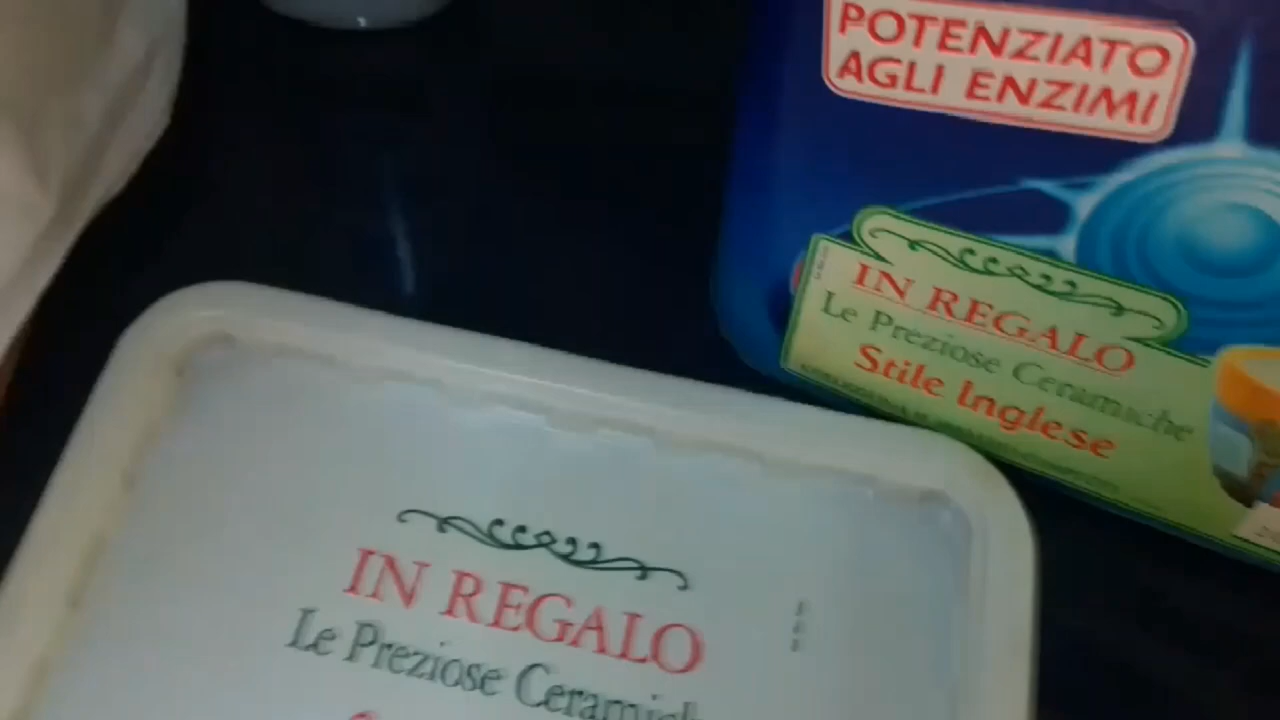 POTENZIATO
AGLI ENZIMI
IN REGALO
Le Preziose Ceramiche
Stile Inglese
IN REGALO
Le Preziose